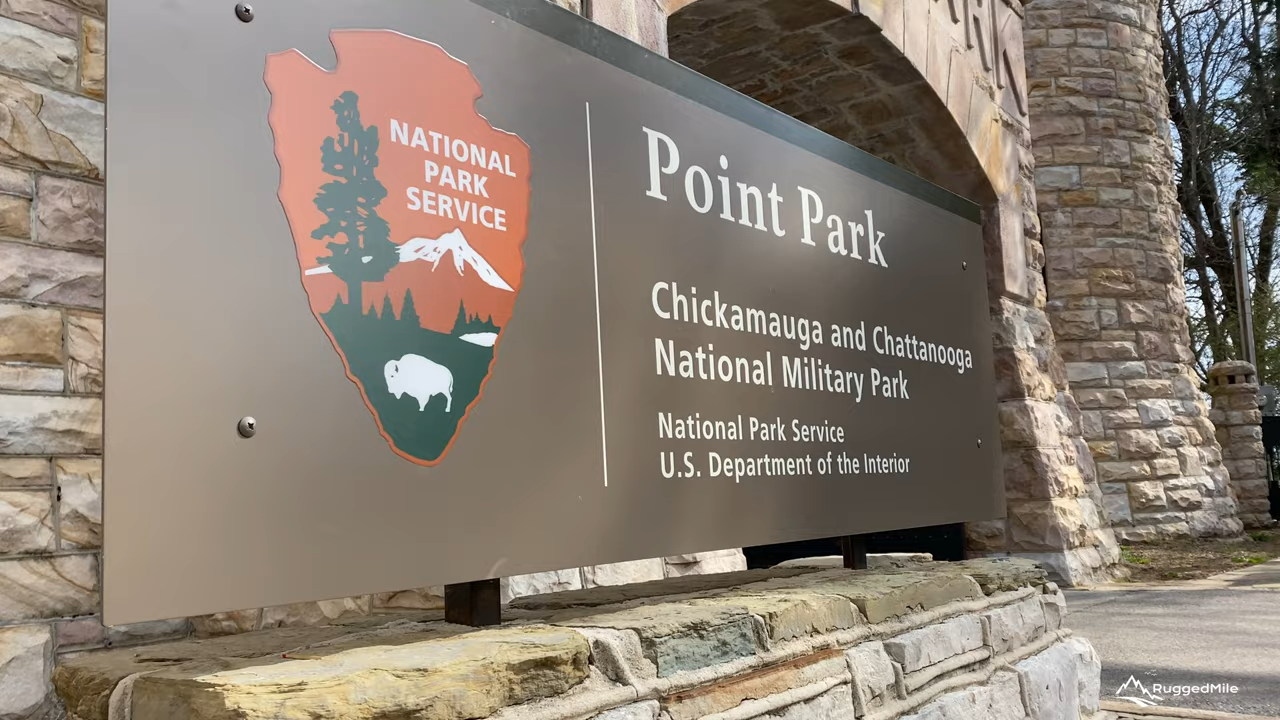 NATIONAL
PARK
SERVICE
Point Park
Chickamauga and Chattanooga
National Military Park
National Park Service
U.S. Department of the Interior
RuggedMile